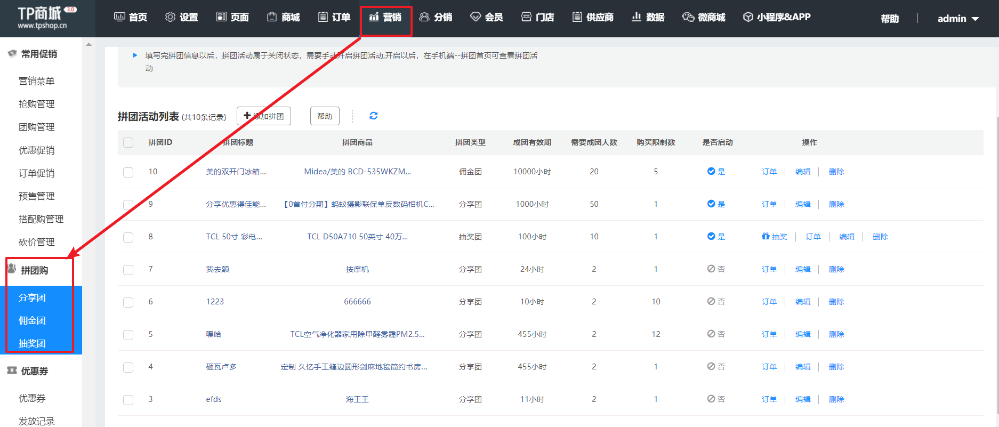 TP商城 3.0
www.tpshop.cn
首页 设置 页面 商城 订单 营销 分销 会员 门店 供应商 数据 微商城 小程序&APP 帮助 admin
常用促销
营销菜单
抢购管理
团购管理
优惠促销
订单促销
预售管理
搭配购管理
砍价管理
拼团购
分享团
佣金团
抽奖团
优惠券
优惠券
发放记录
填写完拼团信息以后，拼团活动属于关闭状态，需要手动开启拼团活动,开启以后，在手机端--拼团首页可查看拼团活
动
拼团活动列表 (共10条记录) 添加拼团 帮助
拼团ID 拼团标题 拼团商品 拼团类型 成团有效期 需要成团人数 购买限制数 是否启动 操作
10 美的双开门冰箱... Midea/美的 BCD-535WKZM... 佣金团 10000小时 20 5 是 订单 编辑 删除
9 分享优惠得佳能... 【0首付分期】蚂蚁摄影联保单反数码相机C... 分享团 1000小时 50 1 是 订单 编辑 删除
8 TCL 50寸 彩电... TCL D50A710 50英寸 40万... 抽奖团 100小时 10 1 是 抽奖 订单 编辑 删除
7 我去额 按摩机 分享团 24小时 2 1 否 订单 编辑 删除
6 1223 666666 分享团 10小时 2 10 否 订单 编辑 删除
5 嘿哈 TCL空气净化器家用除甲醛雾霾PM2.5... 分享团 455小时 2 12 否 订单 编辑 删除
4 砸瓦卢多 定制 久忆手工缝边圆形剑麻地毯简约书房... 分享团 455小时 2 1 否 订单 编辑 删除
3 efds 海王王 分享团 11小时 2 1 否 订单 编辑 删除